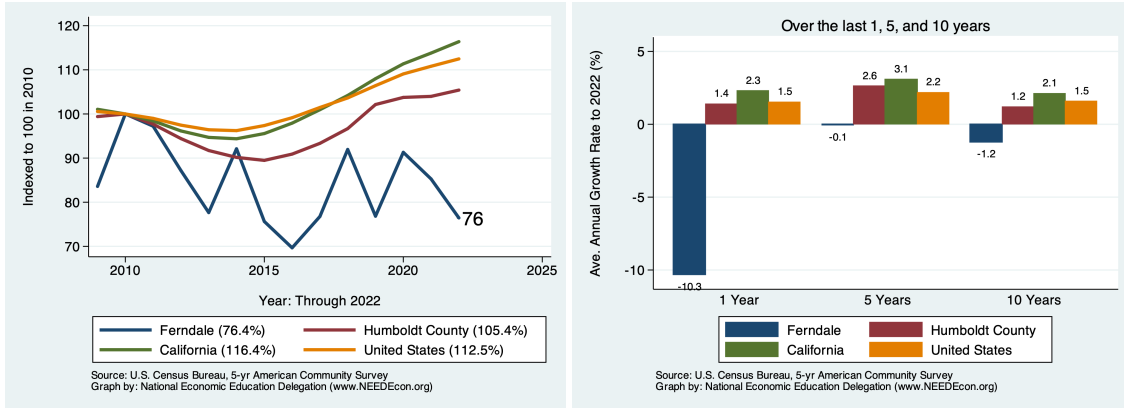 120
110
100
90
80
70
Indexed to 100 in 2010
76
2010
2015
2020
2025
Year: Through 2022
Ferndale (76.4%)
Humboldt County (105.4%)
California (116.4%)
United States (112.5%)
Source: U.S. Census Bureau, 5-yr American Community Survey
Graph by: National Economic Education Delegation (www.NEEDEcon.org)
Over the last 1, 5, and 10 years
5
0
-5
-10
Ave. Annual Growth Rate to 2022 (%)
-10.3
1.4
2.3
1.5
-0.1
2.6
3.1
2.2
-1.2
1.2
2.1
1.5
1 Year
5 Years
10 Years
Ferndale
Humboldt County
California
United States
Source: U.S. Census Bureau, 5-yr American Community Survey
Graph by: National Economic Education Delegation (www.NEEDEcon.org)